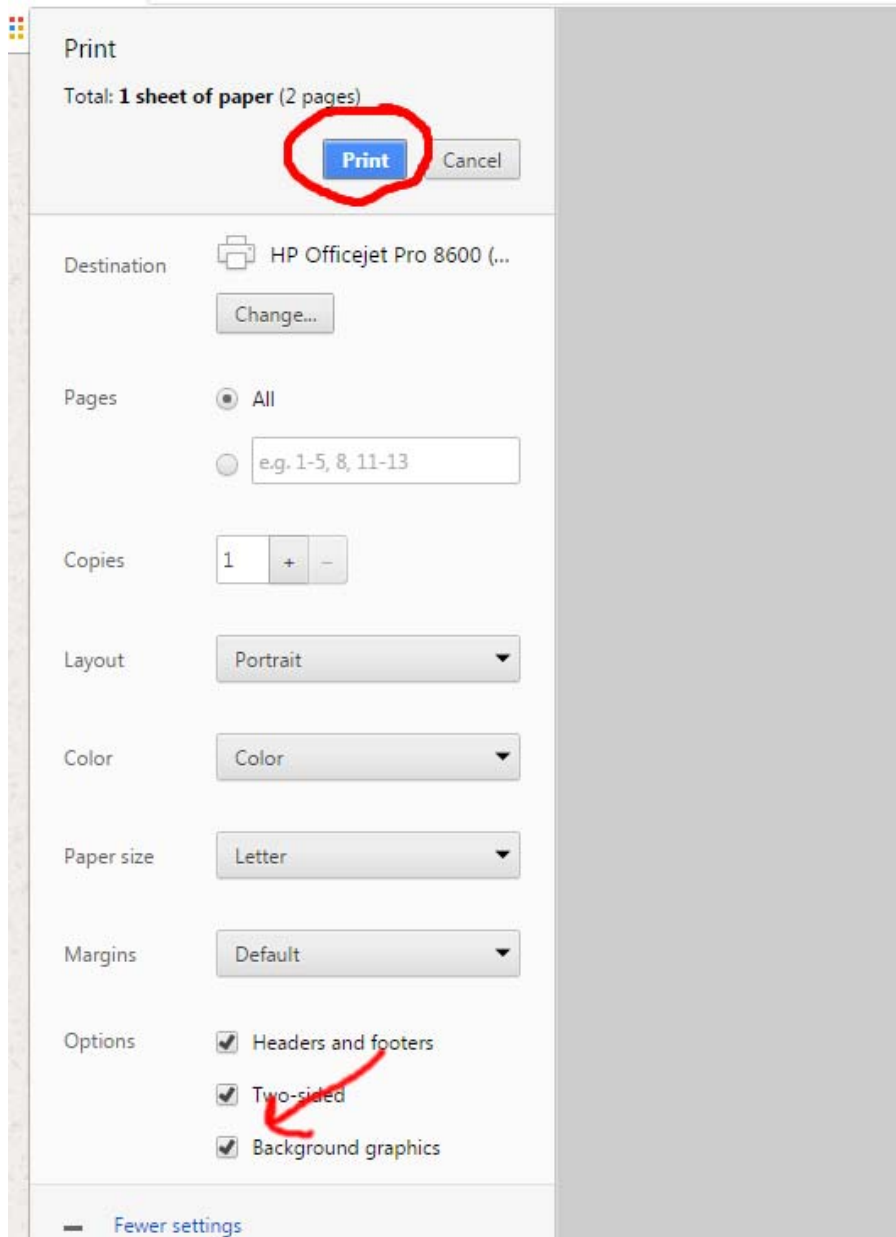 Print
Total: 1 sheet of paper (2 pages)
Print Cancel
Destination HP Officejet Pro 8600 (...
Change...
Pages All
e.g. 1-5, 8, 11-13
Copies 1 + −
Layout Portrait
Color Color
Paper size Letter
Margins Default
Options Headers and footers
Two-sided
Background graphics
Fewer settings